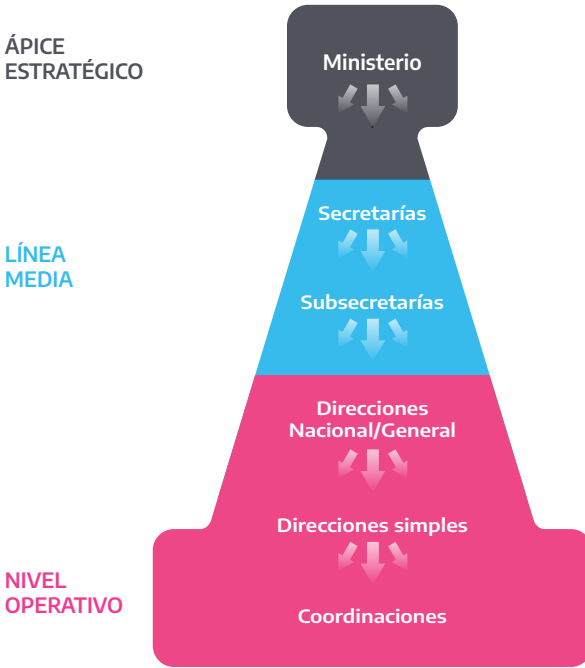 ÁPICE
ESTRATÉGICO
Ministerio
Secretarías
LÍNEA
MEDIA
Subsecretarías
Direcciones
Nacional/General
Direcciones simples
NIVEL
OPERATIVO
Coordinaciones